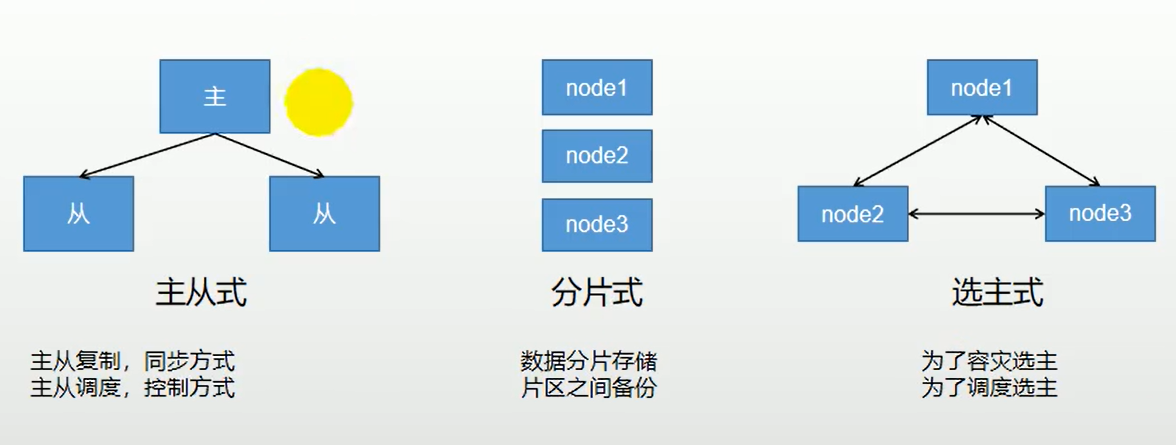 主
从
从
主从式
主从复制，同步方式
主从调度，控制方式
node1
node2
node3
分片式
数据分片存储
片区之间备份
node1
node2
node3
选主式
为了容灾选主
为了调度选主